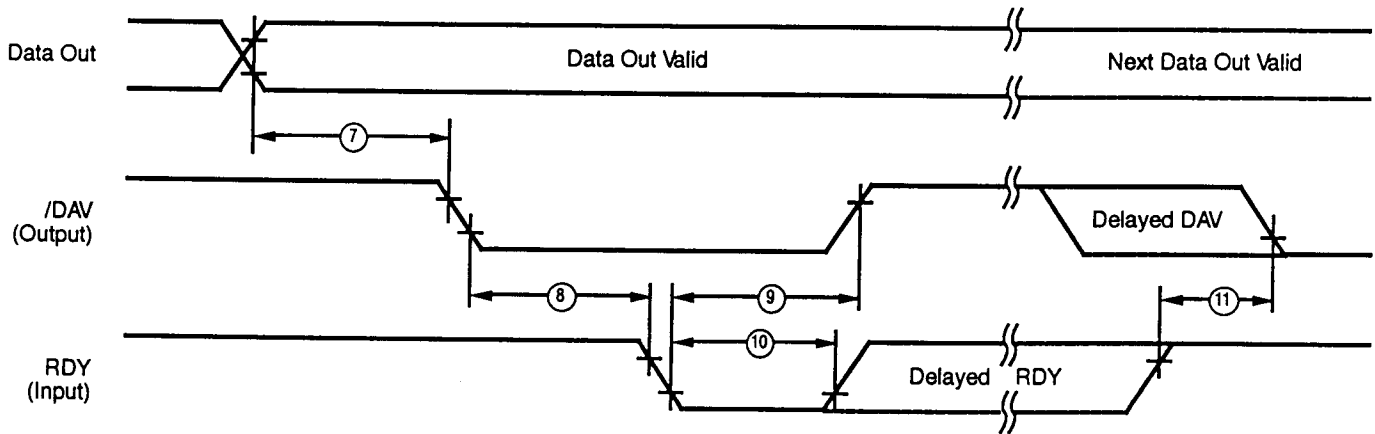 Data Out
Data Out Valid
Next Data Out Valid
7
/DAV
(Output)
Delayed DAV
8
9
11
10
RDY
(Input)
Delayed RDY